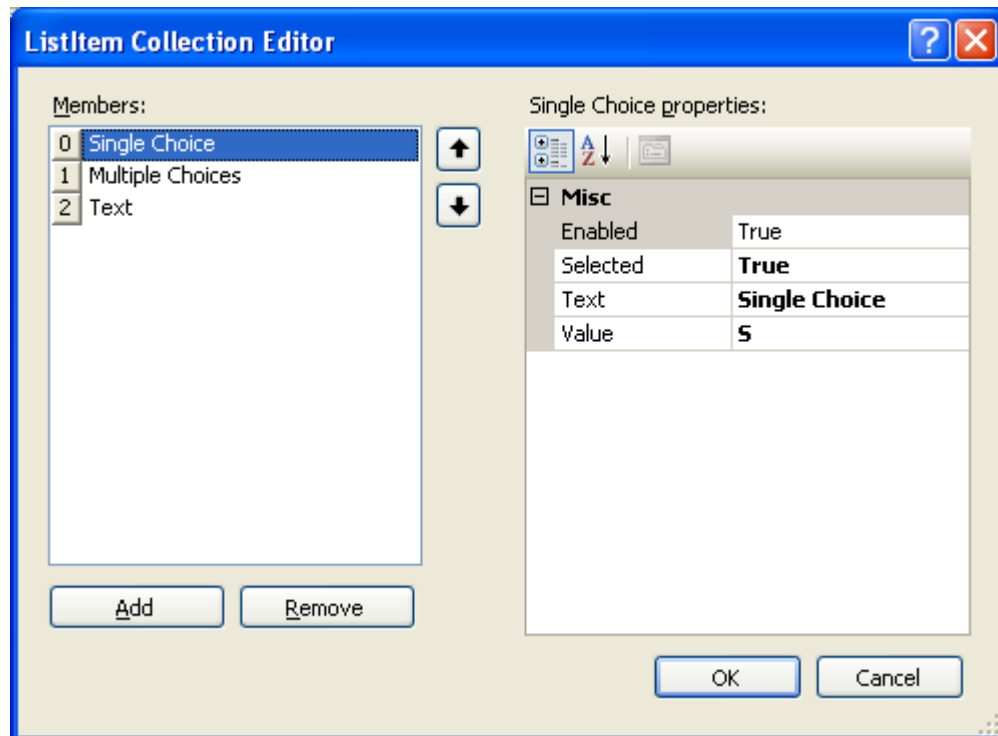 ListItem Collection Editor
Members:
0 Single Choice
1 Multiple Choices
2 Text
Add Remove
Single Choice properties:
A Z
Misc
Enabled True
Selected True
Text Single Choice
Value S
OK Cancel